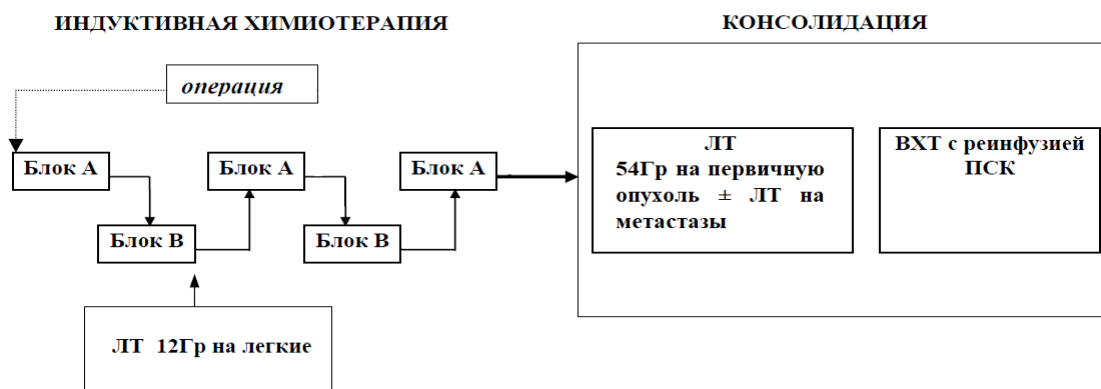 ИНДУКТИВНАЯ ХИМИОТЕРАПИЯ
КОНСОЛИДАЦИЯ
операция
Блок А
Блок А
Блок А
Блок В
Блок В
ЛТ 12Гр на легкие
ЛТ
54Гр на первичную
опухоль ± ЛТ на
метастазы
ВХТ с реинфузией
ПСК